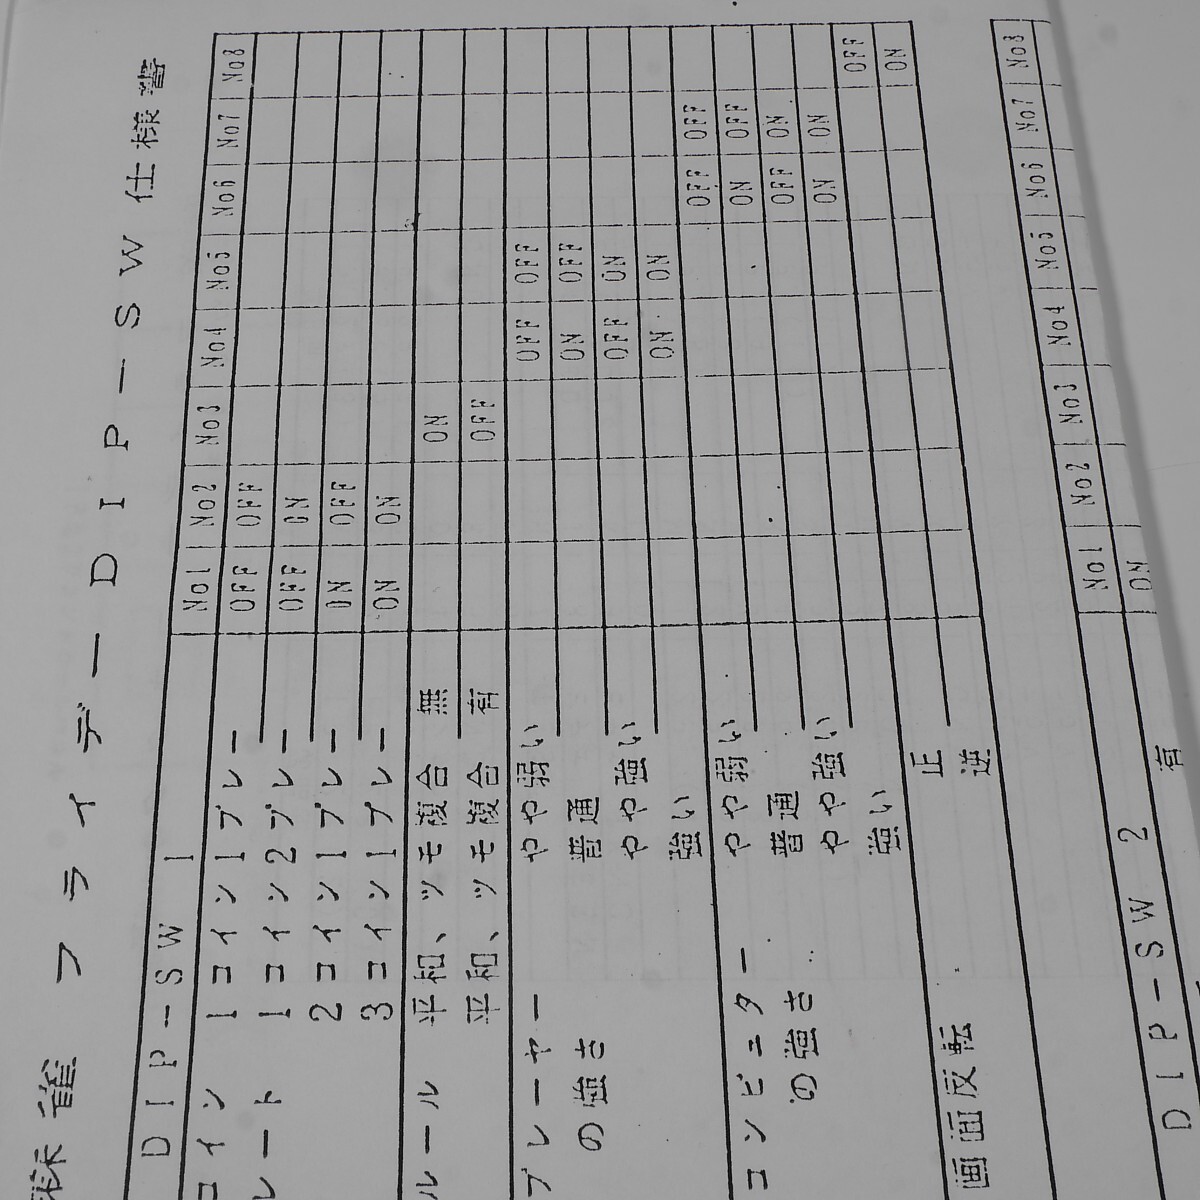 麻雀 フライデー DIP-SW 仕様書
DIP-SW 1 No1 No2 No3 No4 No5 No6 No7 No8
コイン 1コイン1プレー OFF OFF
レート 1コイン2プレー OFF ON
2コイン1プレー ON OFF
3コイン1プレー ON ON
ルール 平和、ツモ複合 無 ON
平和、ツモ複合 有 OFF
プレーヤー やや弱い OFF OFF
の強さ 普通 ON OFF
やや強い OFF ON
強い ON ON
コンピュター やや弱い OFF OFF
の強さ 普通 ON OFF
やや強い OFF ON
強い ON ON
画面反転 正 OFF
逆 ON
DIP-SW 2 No1 No2 No3 No4 No5 No6 No7 No8
有 ON